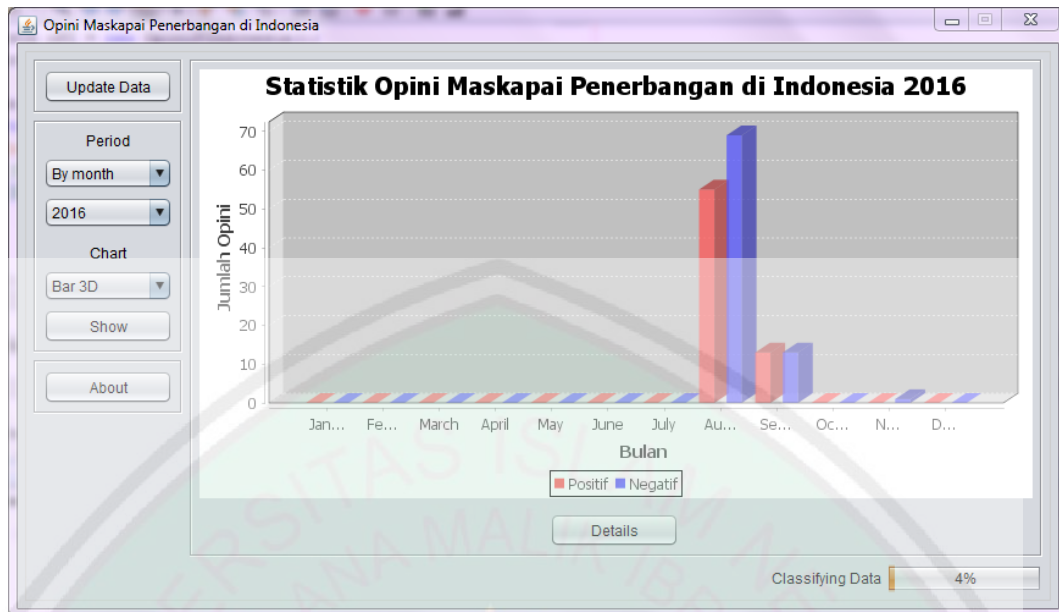 Opini Maskapai Penerbangan di Indonesia
Update Data
Period
By month
2016
Chart
Bar 3D
Show
About
Statistik Opini Maskapai Penerbangan di Indonesia 2016
Jumlah Opini
70
60
50
40
30
20
10
0
Jan... Fe... March April May June July Au... Se... Oc... N... D...
Bulan
Positif Negatif
Details
Classifying Data 4%